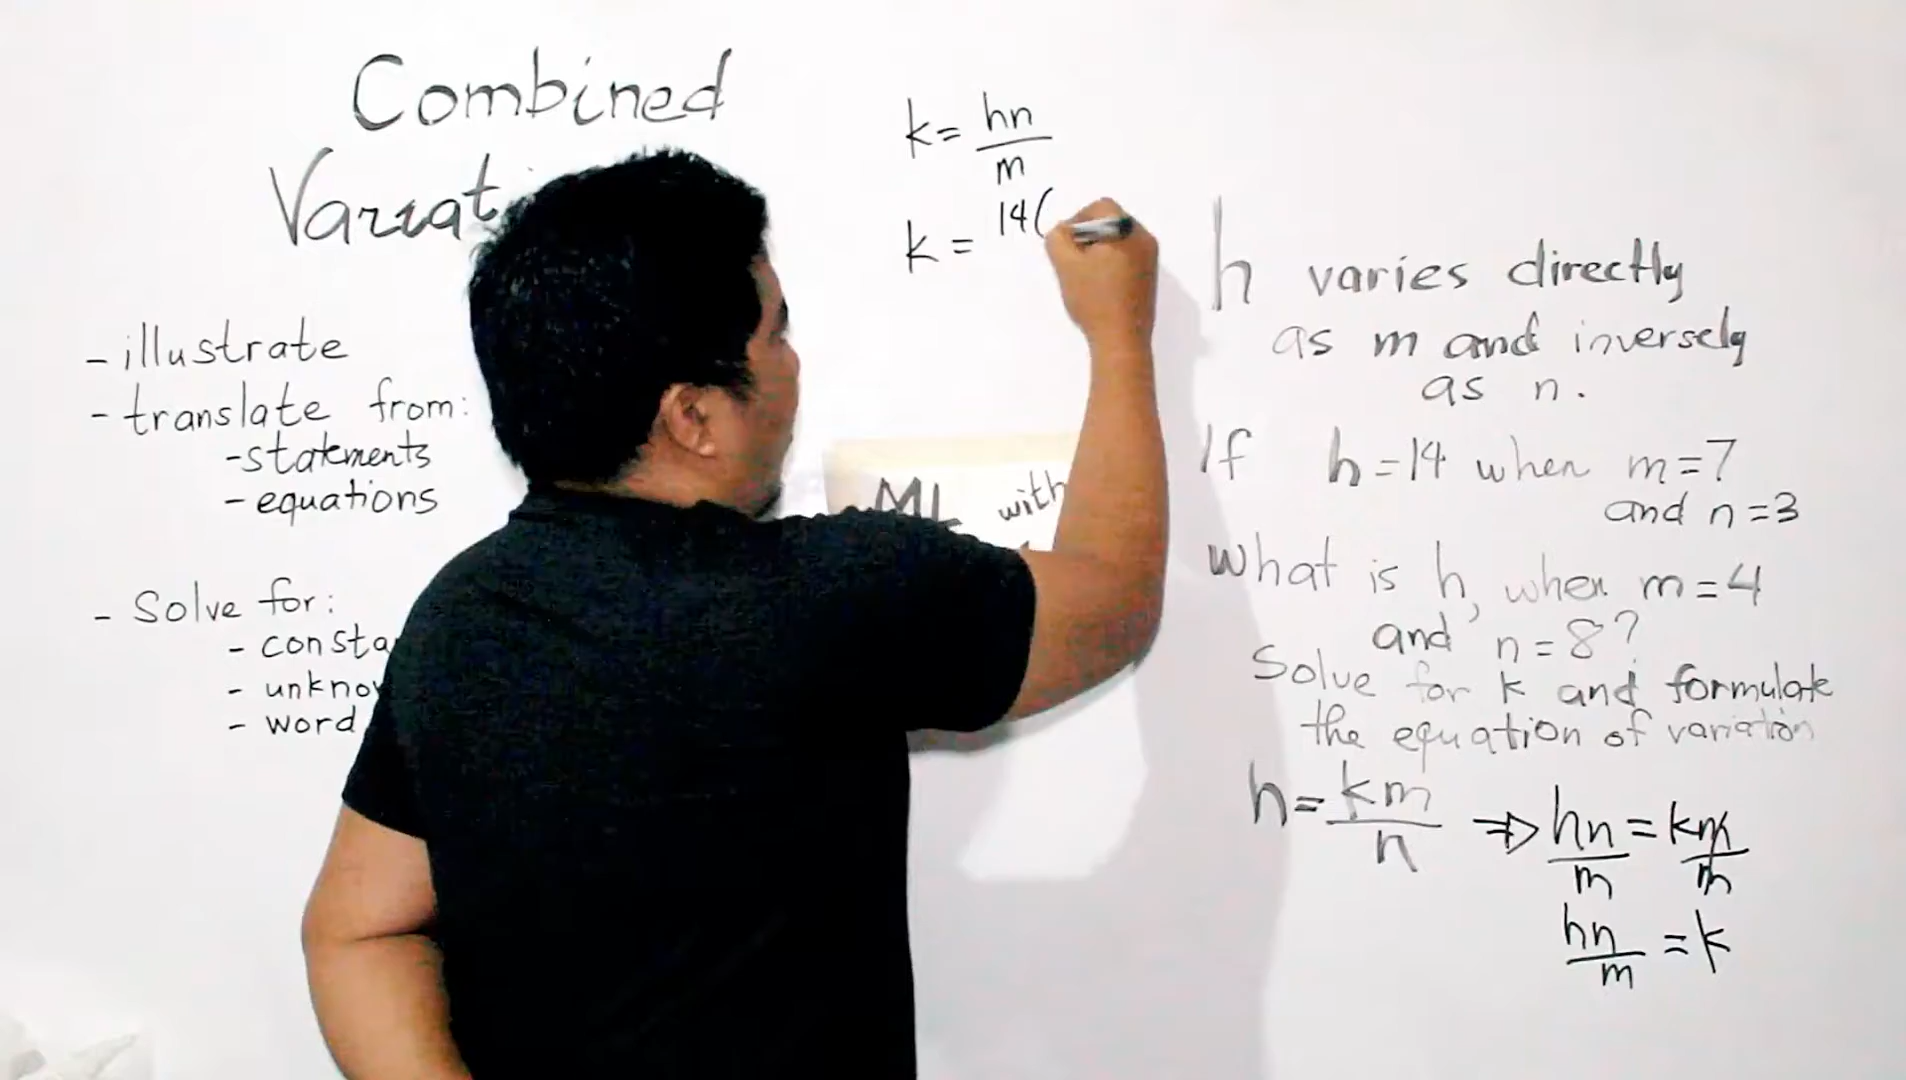 Combined
- illustrate
- translate from:
- statements
- equations
- Solve for:
- word
k = hn/m
k = 14(
ML with
h varies directly
as m and inversely
as n.
If h = 14 when m = 7
and n = 3
What is h, when m = 4
and n = 8?
Solve for k and formulate
the equation of variation
h = km/n ⇒ hn/m = km/m
hn/m = k